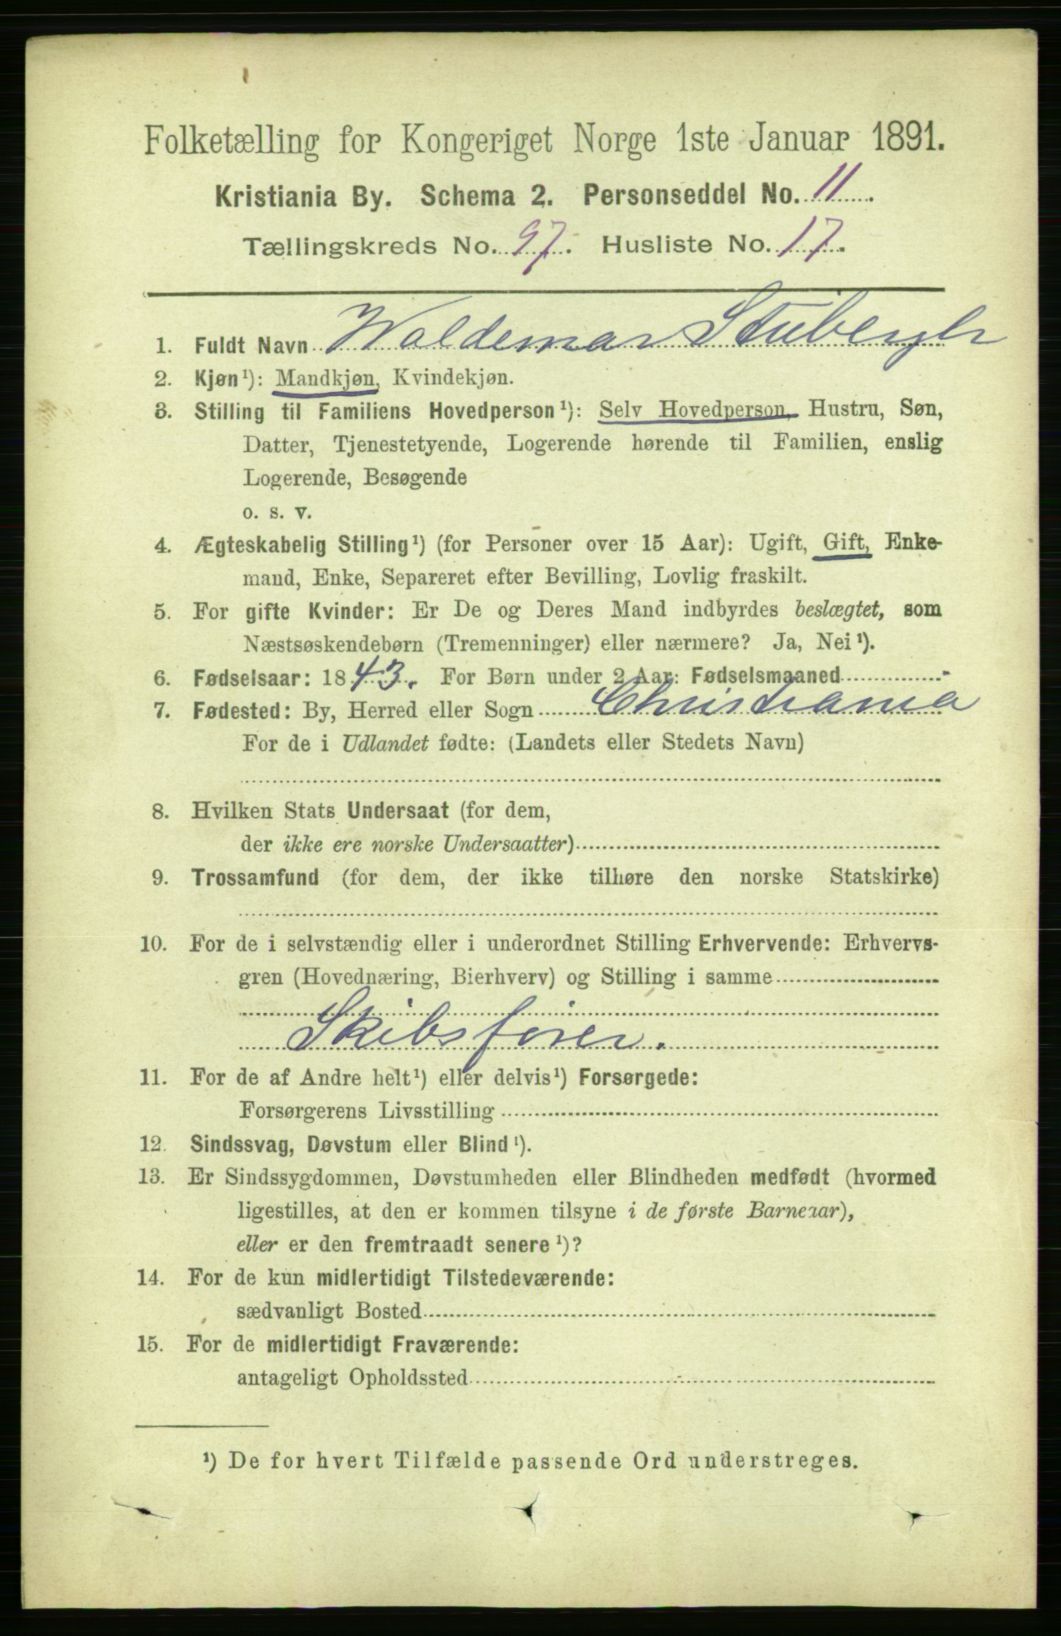 Folketælling for Kongeriget Norge 1ste Januar 1891.
Kristiania By. Schema 2. Personseddel No. 11.
Tællingskreds No. 97. Husliste No. 17.
1. Fuldt Navn Waldemar Stubergh
2. Kjøn¹): Mandkjøn, Kvindekjøn.
3. Stilling til Familiens Hovedperson¹): Selv Hovedperson, Hustru, Søn,
Datter, Tjenestetyende, Logerende hørende til Familien, enslig
Logerende, Besøgende
o. s. v.
4. Ægteskabelig Stilling¹) (for Personer over 15 Aar): Ugift, Gift, Enke-
mand, Enke, Separeret efter Bevilling, Lovlig fraskilt.
5. For gifte Kvinder: Er De og Deres Mand indbyrdes beslægtet, som
Næstsøskendebørn (Tremenninger) eller nærmere? Ja, Nei¹).
6. Fødselsaar: 1843. For Børn under 2 Aar: Fødselsmaaned
7. Fødested: By, Herred eller Sogn Christiania
For de i Udlandet fødte: (Landets eller Stedets Navn)
8. Hvilken Stats Undersaat (for dem,
der ikke ere norske Undersaatter)
9. Trossamfund (for dem, der ikke tilhøre den norske Statskirke)
10. For de i selvstændig eller i underordnet Stilling Erhvervende: Erhvervs-
gren (Hovednæring, Bierhverv) og Stilling i samme
Skibsfører.
11. For de af Andre helt¹) eller delvis¹) Forsørgede:
Forsørgerens Livsstilling
12. Sindssvag, Døvstum eller Blind¹).
13. Er Sindssygdommen, Døvstumheden eller Blindheden medfødt (hvormed
ligestilles, at den er kommen tilsyne i de første Barneaar),
eller er den fremtraadt senere¹)?
14. For de kun midlertidigt Tilstedeværende:
sædvanligt Bosted
15. For de midlertidigt Fraværende:
antageligt Opholdssted
¹) De for hvert Tilfælde passende Ord understreges.